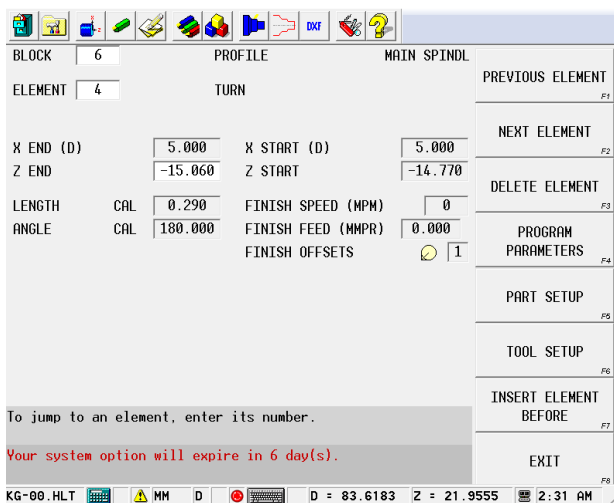 DXF
BLOCK 6 PROFILE MAIN SPINDL
ELEMENT 4 TURN
X END (D) 5.000 X START (D) 5.000
Z END -15.060 Z START -14.770
LENGTH CAL 0.290 FINISH SPEED (MPM) 0
ANGLE CAL 180.000 FINISH FEED (MMPR) 0.000
FINISH OFFSETS 1
To jump to an element, enter its number.
Your system option will expire in 6 day(s).
PREVIOUS ELEMENT
F1
NEXT ELEMENT
F2
DELETE ELEMENT
F3
PROGRAM
PARAMETERS
F4
PART SETUP
F5
TOOL SETUP
F6
INSERT ELEMENT
BEFORE
F7
EXIT
F8
KG-00.HLT MM D D = 83.6183 Z = 21.9555 2:31 AM